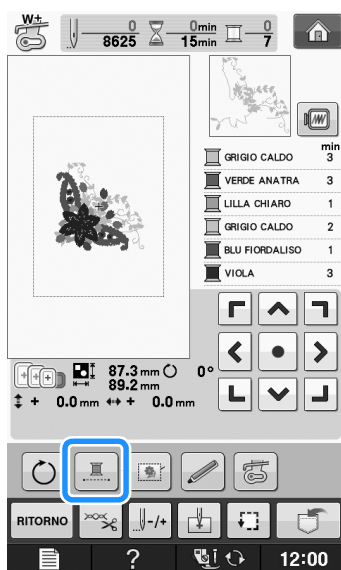 W+
0
8625
0min
15min
0
7
min
GRIGIO CALDO 3
VERDE ANATRA 3
LILLA CHIARO 1
GRIGIO CALDO 2
BLU FIORDALISO 1
VIOLA 3
87.3 mm 0°
89.2 mm
+ 0.0 mm + 0.0 mm
RITORNO -/+
? 12:00